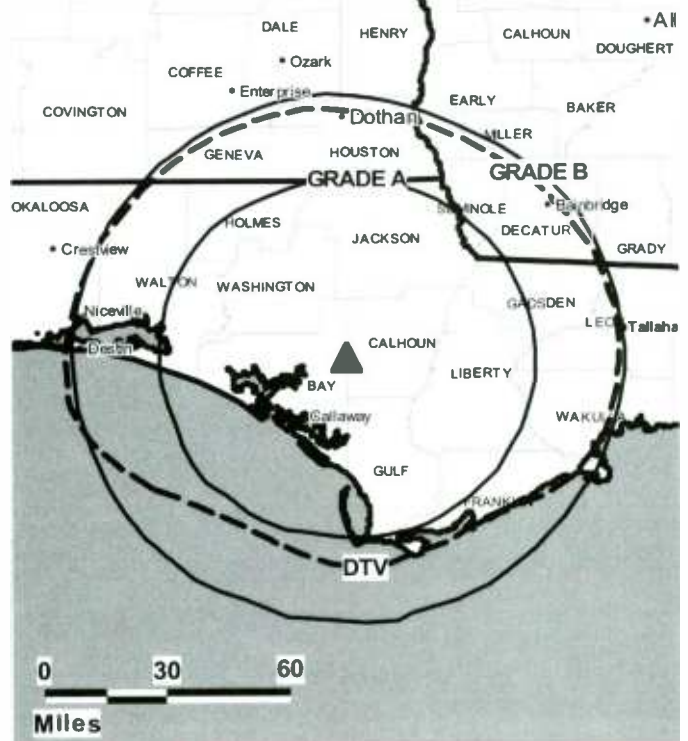 DALE
HENRY
CALHOUN
DOUGHERT
Ozark
COFFEE
Enterprise
COVINGTON
EARLY
BAKER
Dothan
MILLER
GENEVA
HOUSTON
GRADE A
GRADE B
OKALOOSA
HOLMES
SEMINOLE
Bainbridge
DECATUR
JACKSON
GRADY
Crestview
WALTON
WASHINGTON
GADSDEN
Niceville
LEO
Tallaha
Destin
CALHOUN
BAY
LIBERTY
Callaway
WAKULLA
GULF
FRANKLIN
DTV
0 30 60
Miles